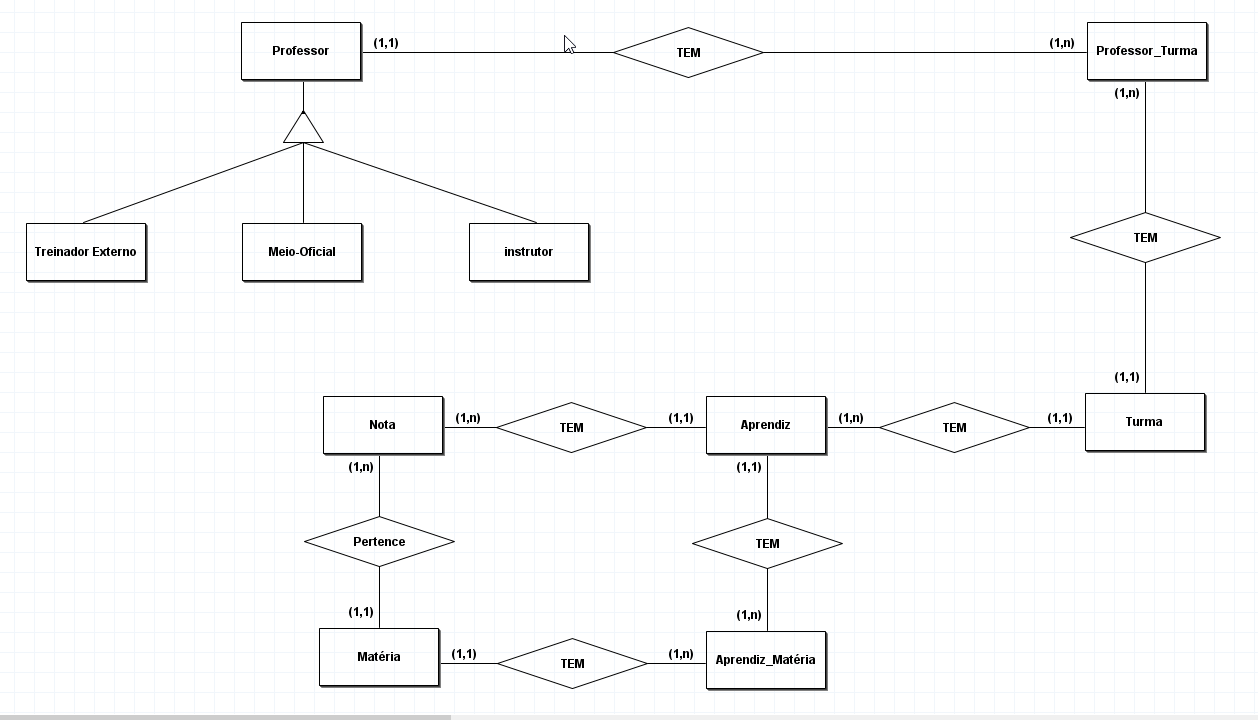 Professor
(1,1)
TEM
(1,n)
Professor_Turma
(1,n)
TEM
(1,1)
Treinador Externo
Meio-Oficial
instrutor
Nota
(1,n)
TEM
(1,1)
Aprendiz
(1,n)
TEM
(1,1)
Turma
(1,n)
Pertence
(1,1)
(1,1)
TEM
(1,n)
Matéria
(1,1)
TEM
(1,n)
Aprendiz_Matéria